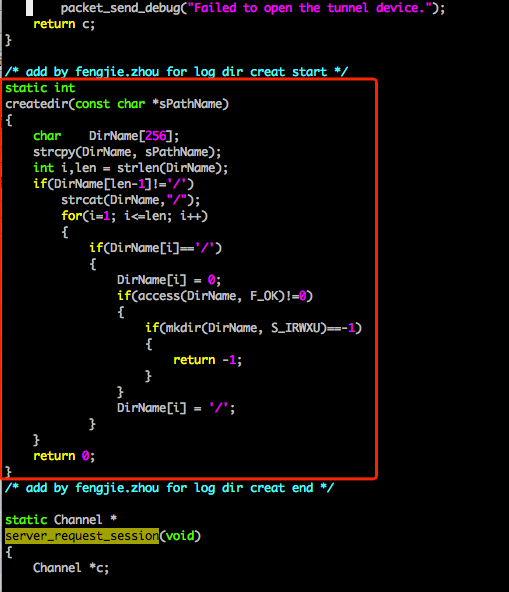 packet_send_debug("Failed to open the tunnel device.");
return c;
}
/* add by fengjie.zhou for log dir creat start */
static int
createdir(const char *sPathName)
{
char    DirName[256];
strcpy(DirName, sPathName);
int i,len = strlen(DirName);
if(DirName[len-1]!='/')
strcat(DirName,"/");
for(i=1; i<=len; i++)
{
if(DirName[i]=='/')
{
DirName[i] = 0;
if(access(DirName, F_OK)!=0)
{
if(mkdir(DirName, S_IRWXU)==-1)
{
return -1;
}
}
DirName[i] = '/';
}
}
return 0;
}
/* add by fengjie.zhou for log dir creat end */
static Channel *
server_request_session(void)
{
Channel *c;